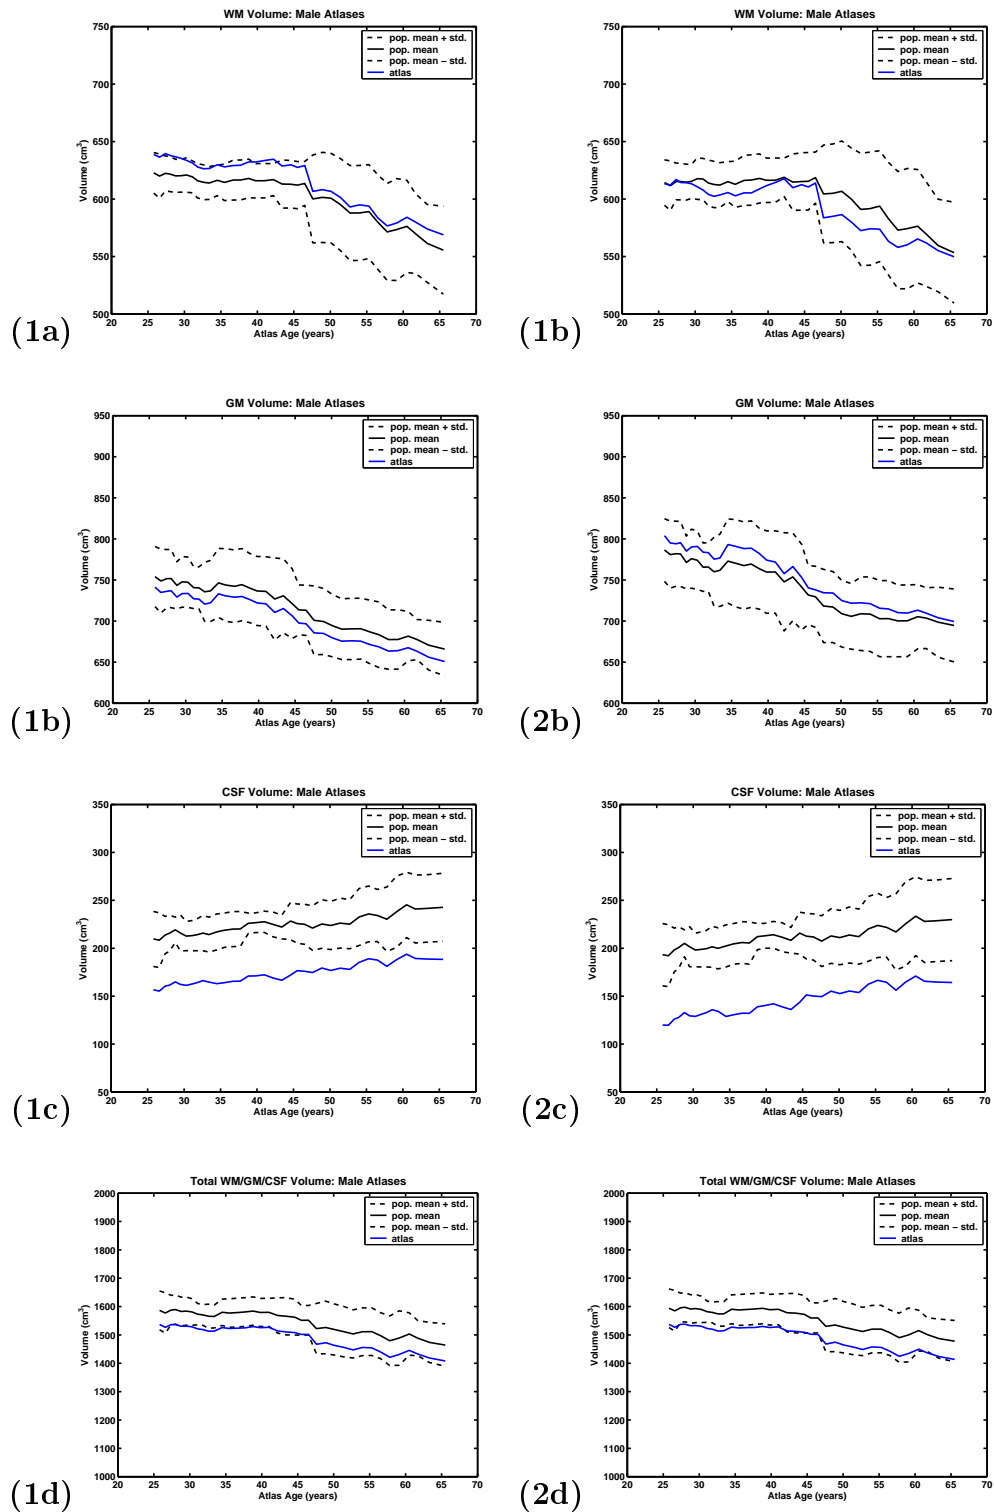 WM Volume: Male Atlases
750
700
650
600
550
500
Volume (cm3)
pop. mean + std.
pop. mean
pop. mean − std.
atlas
20 25 30 35 40 45 50 55 60 65 70
Atlas Age (years)
(1a)
WM Volume: Male Atlases
750
700
650
600
550
500
Volume (cm3)
pop. mean + std.
pop. mean
pop. mean − std.
atlas
20 25 30 35 40 45 50 55 60 65 70
Atlas Age (years)
(1b)
GM Volume: Male Atlases
950
900
850
800
750
700
650
600
Volume (cm3)
pop. mean + std.
pop. mean
pop. mean − std.
atlas
20 25 30 35 40 45 50 55 60 65 70
Atlas Age (years)
(1b)
GM Volume: Male Atlases
950
900
850
800
750
700
650
600
Volume (cm3)
pop. mean + std.
pop. mean
pop. mean − std.
atlas
20 25 30 35 40 45 50 55 60 65 70
Atlas Age (years)
(2b)
CSF Volume: Male Atlases
350
300
250
200
150
100
50
Volume (cm3)
pop. mean + std.
pop. mean
pop. mean − std.
atlas
20 25 30 35 40 45 50 55 60 65 70
Atlas Age (years)
(1c)
CSF Volume: Male Atlases
350
300
250
200
150
100
50
Volume (cm3)
pop. mean + std.
pop. mean
pop. mean − std.
atlas
20 25 30 35 40 45 50 55 60 65 70
Atlas Age (years)
(2c)
Total WM/GM/CSF Volume: Male Atlases
2000
1900
1800
1700
1600
1500
1400
1300
1200
1100
1000
Volume (cm3)
pop. mean + std.
pop. mean
pop. mean − std.
atlas
20 25 30 35 40 45 50 55 60 65 70
Atlas Age (years)
(1d)
Total WM/GM/CSF Volume: Male Atlases
2000
1900
1800
1700
1600
1500
1400
1300
1200
1100
1000
Volume (cm3)
pop. mean + std.
pop. mean
pop. mean − std.
atlas
20 25 30 35 40 45 50 55 60 65 70
Atlas Age (years)
(2d)